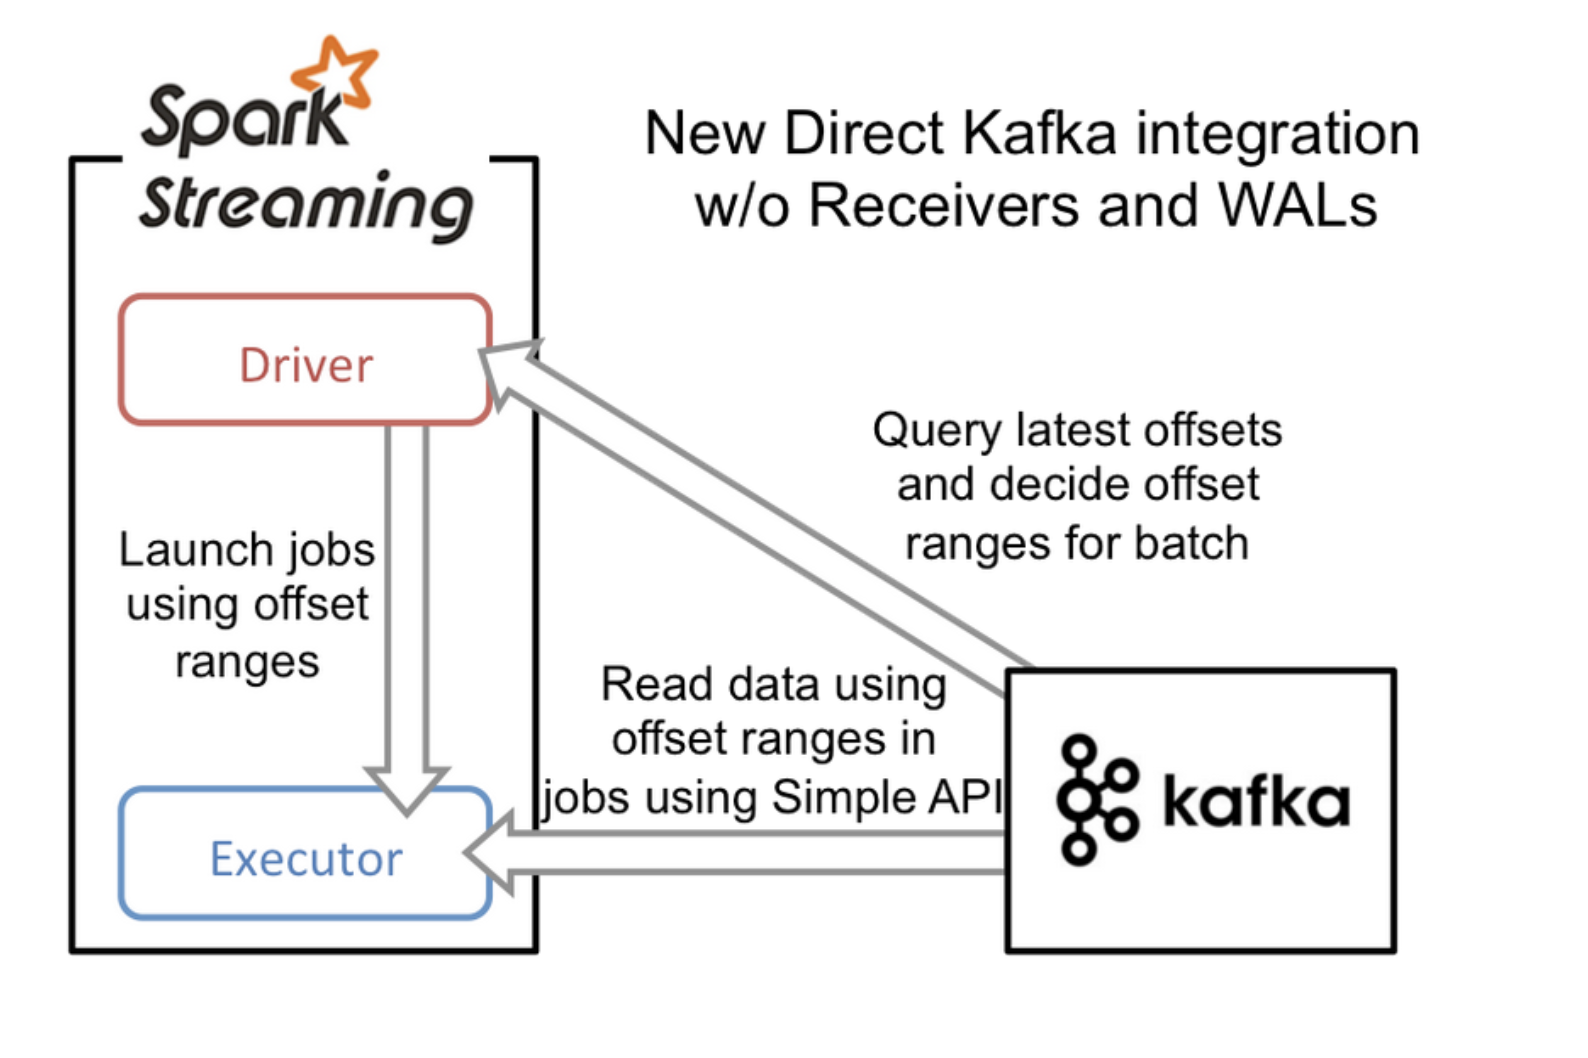 Spark
Streaming
New Direct Kafka integration
w/o Receivers and WALs
Driver
Query latest offsets
and decide offset
ranges for batch
Launch jobs
using offset
ranges
Read data using
offset ranges in
jobs using Simple API
kafka
Executor